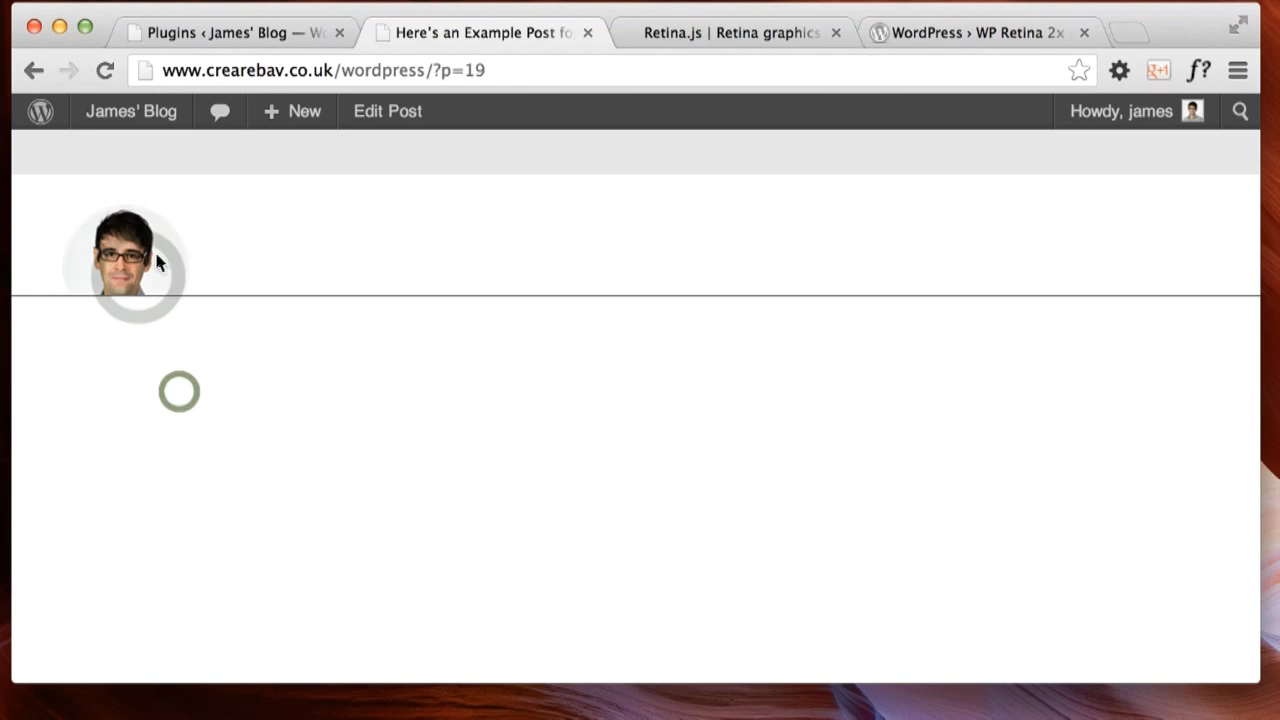 Plugins ‹ James' Blog — W
Here's an Example Post fo
Retina.js | Retina graphics
WordPress › WP Retina 2x
www.crearebav.co.uk/wordpress/?p=19
g+1
f?
James' Blog
New
Edit Post
Howdy, james